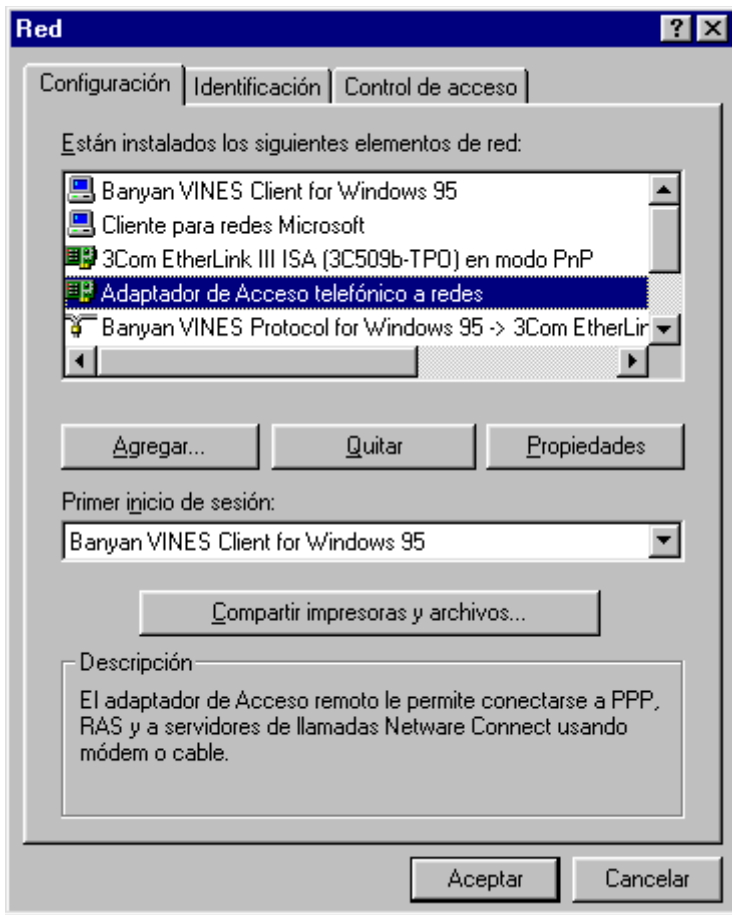 Red
Configuración
Identificación
Control de acceso
Están instalados los siguientes elementos de red:
Banyan VINES Client for Windows 95
Cliente para redes Microsoft
3Com EtherLink III ISA (3C509b-TPO) en modo PnP
Adaptador de Acceso telefónico a redes
Banyan VINES Protocol for Windows 95 -> 3Com EtherLin
Agregar...
Quitar
Propiedades
Primer inicio de sesión:
Banyan VINES Client for Windows 95
Compartir impresoras y archivos...
Descripción
El adaptador de Acceso remoto le permite conectarse a PPP,
RAS y a servidores de llamadas Netware Connect usando
módem o cable.
Aceptar
Cancelar